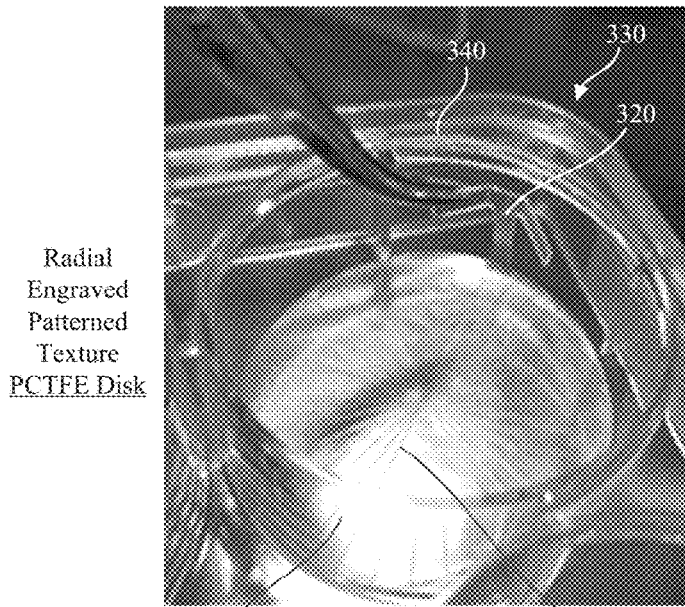 Radial
Engraved
Patterned
Texture
PCTFE Disk
340
330
320